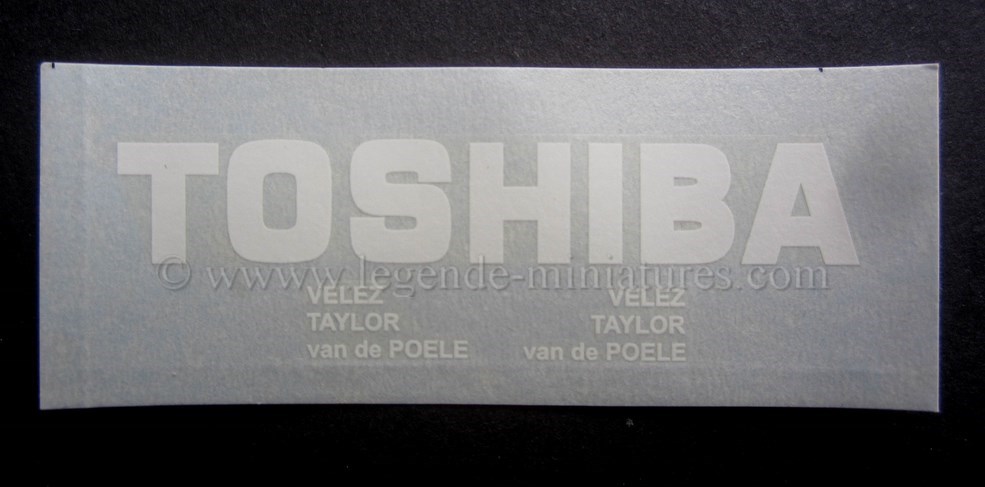 TOSHIBA
© www.legende-miniatures.com
VELEZ VELEZ
TAYLOR TAYLOR
van de POELE van de POELE